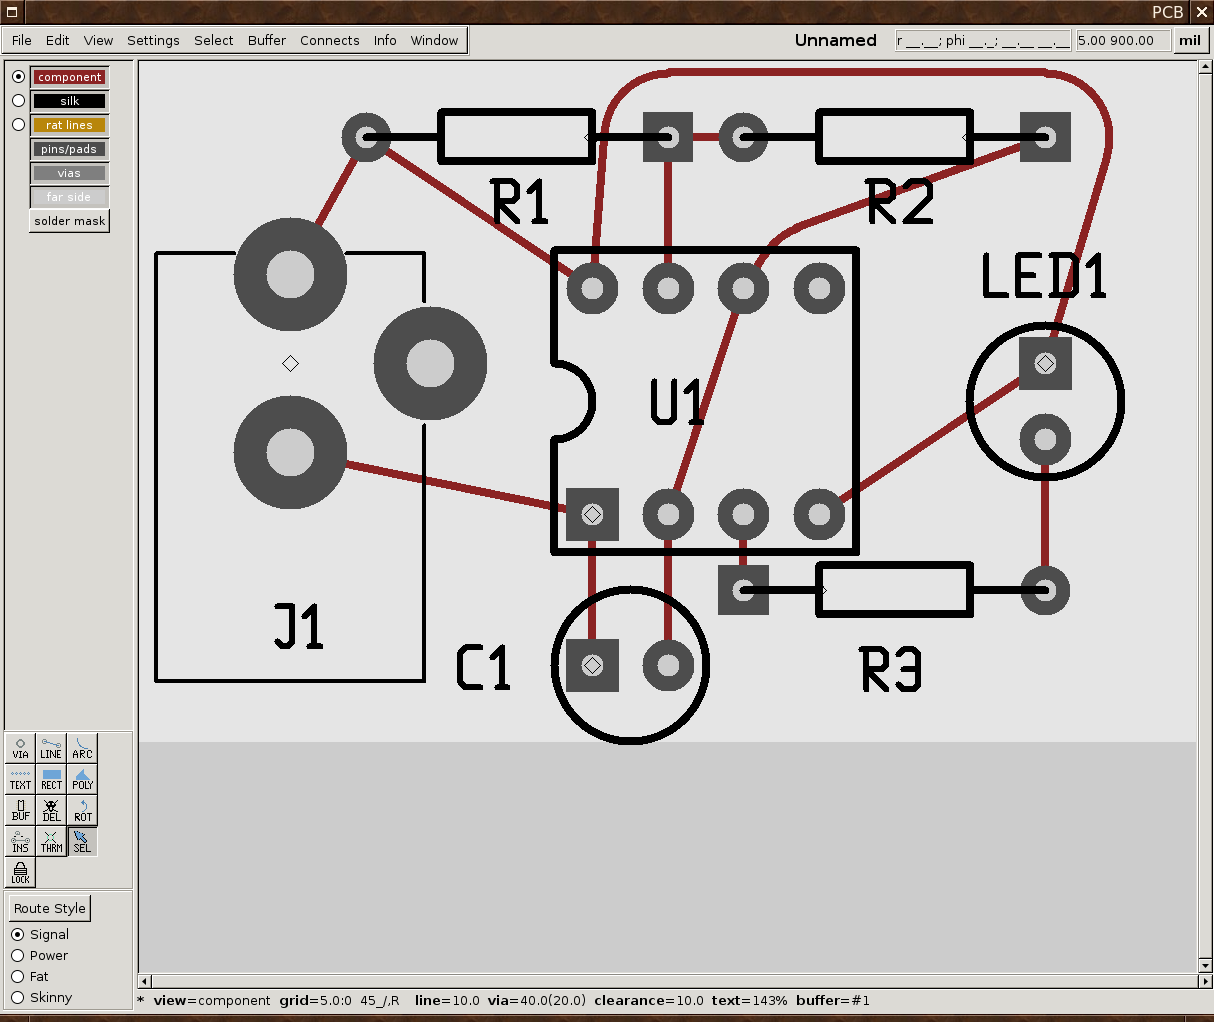 PCB
File Edit View Settings Select Buffer Connects Info Window
Unnamed
r __.__; phi __._; __.__ __.__
5.00 900.00
mil
component
silk
rat lines
pins/pads
vias
far side
solder mask
R1
R2
LED1
U1
J1
C1
R3
VIA LINE ARC
TEXT RECT POLY
BUF DEL ROT
INS THRM SEL
LOCK
Route Style
Signal
Power
Fat
Skinny
* view=component grid=5.0:0 45_/,R line=10.0 via=40.0(20.0) clearance=10.0 text=143% buffer=#1